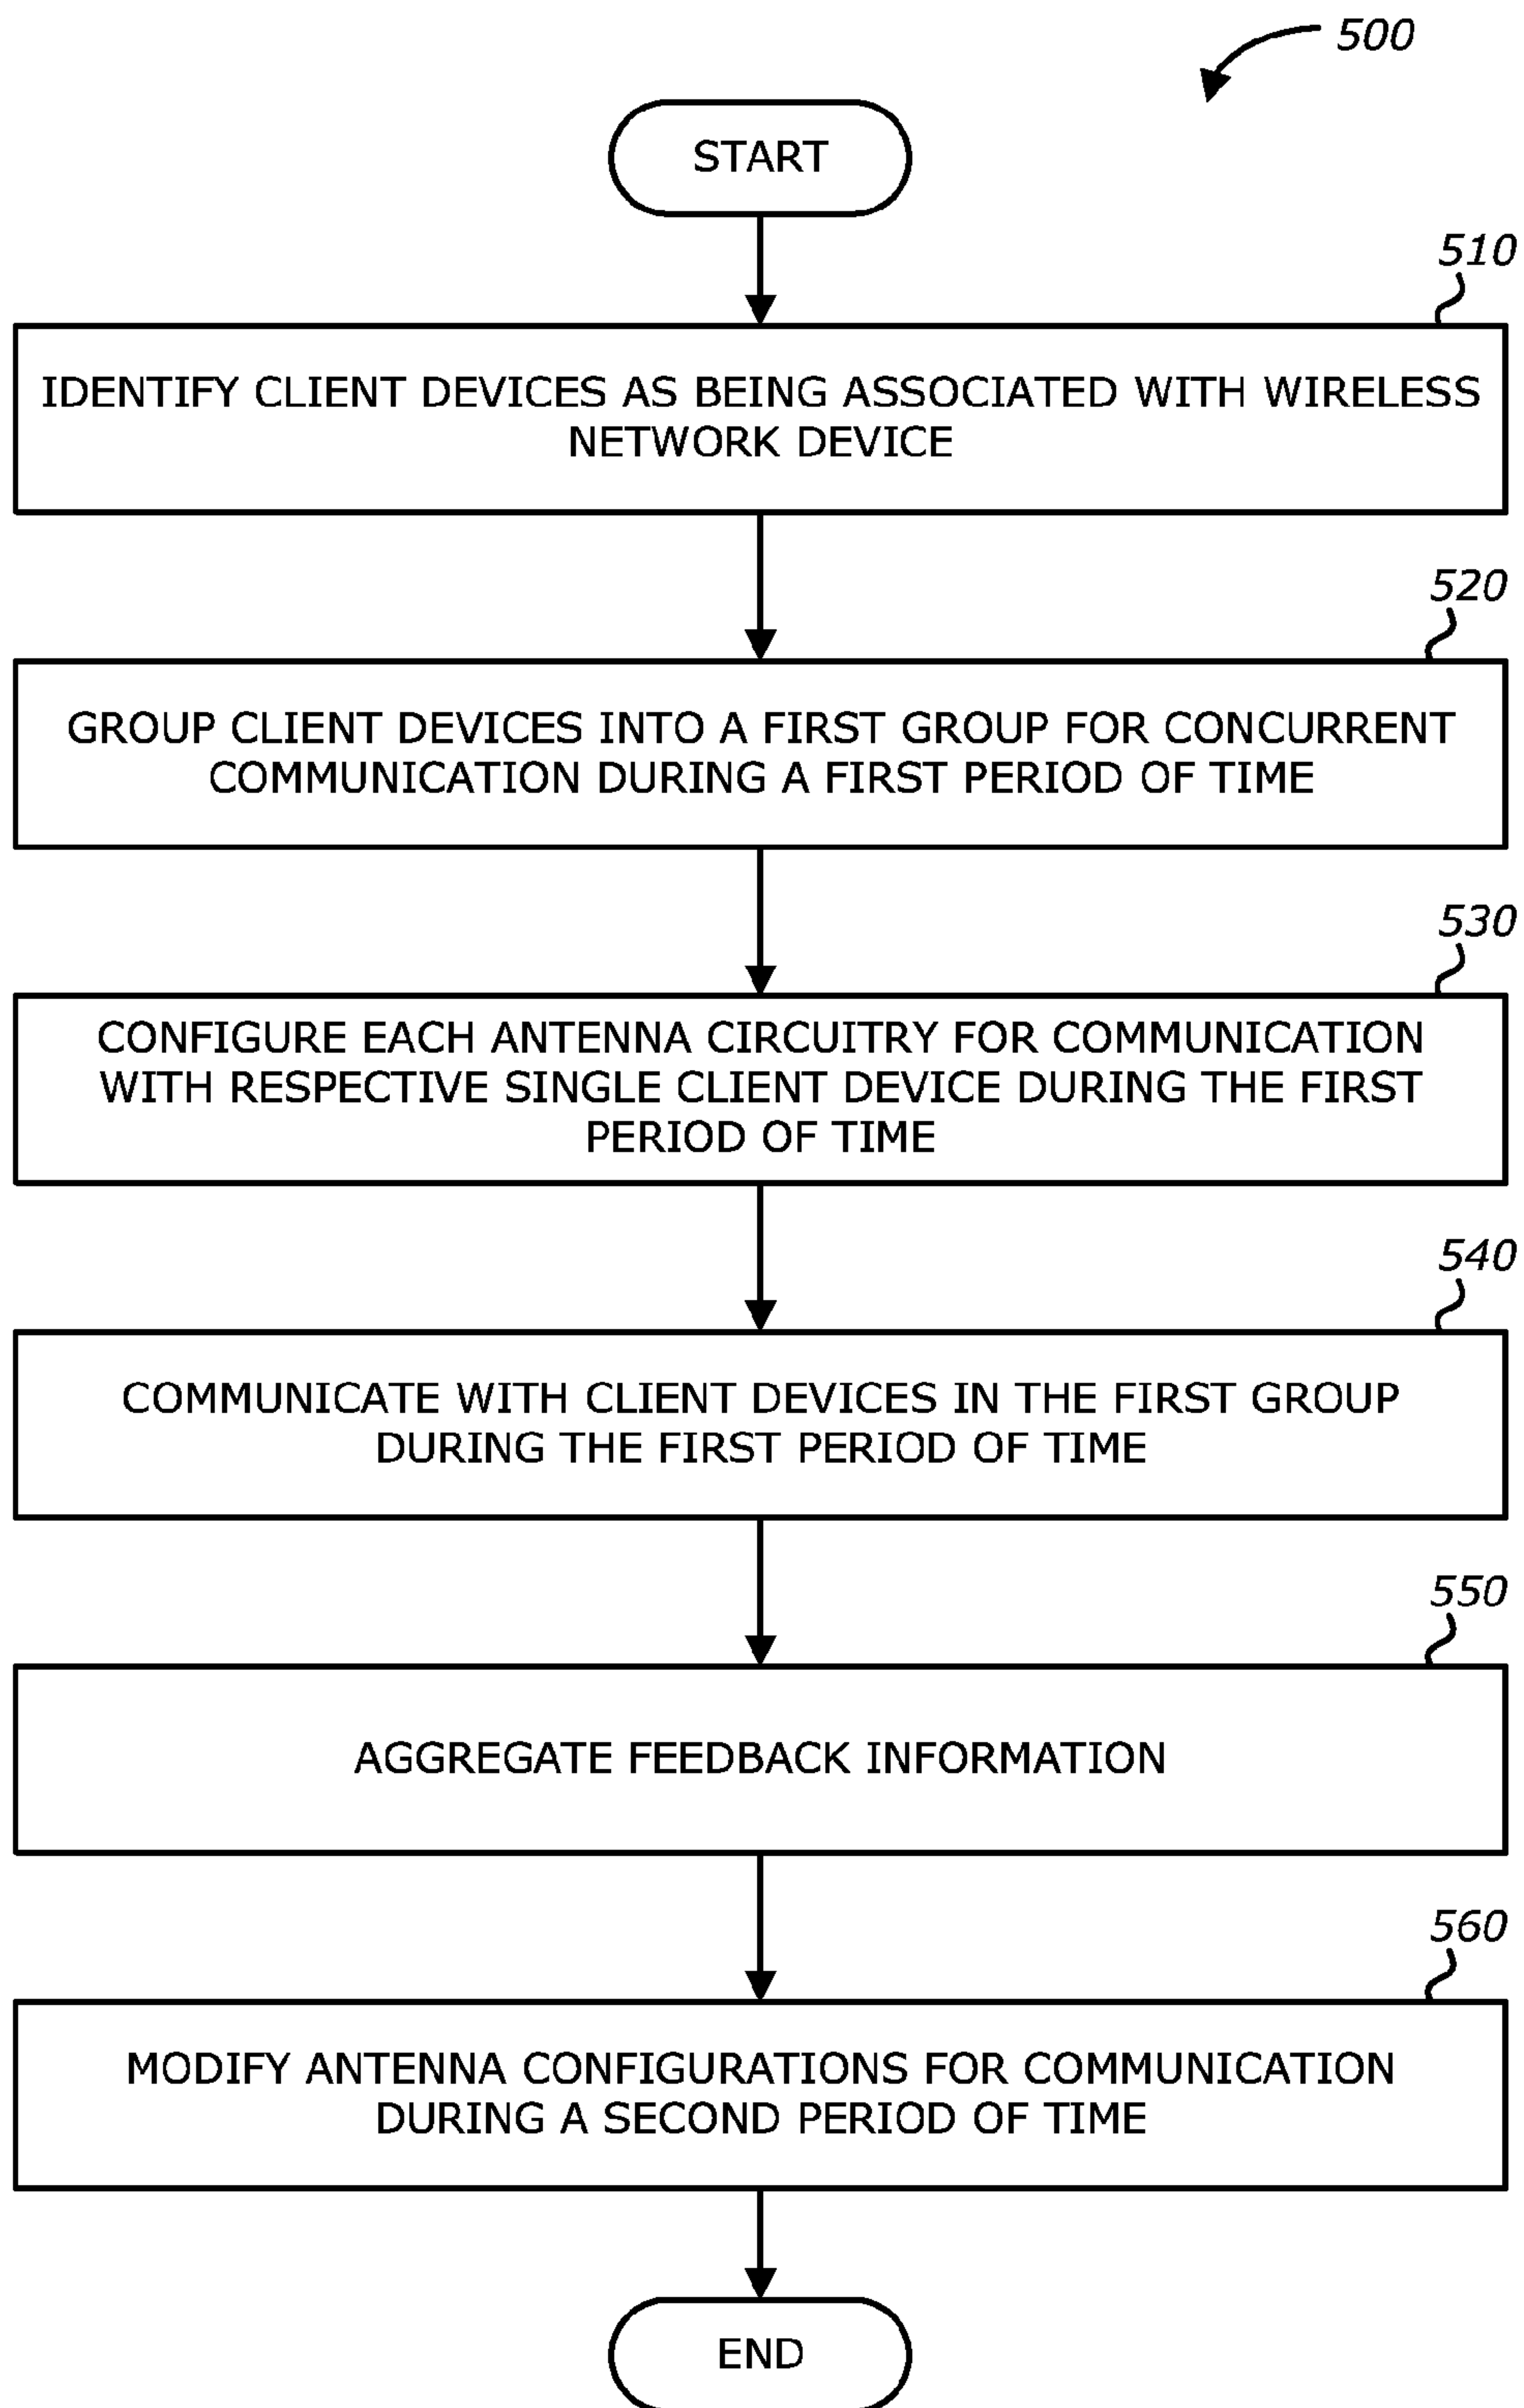 500
START
510
IDENTIFY CLIENT DEVICES AS BEING ASSOCIATED WITH WIRELESS
NETWORK DEVICE
520
GROUP CLIENT DEVICES INTO A FIRST GROUP FOR CONCURRENT
COMMUNICATION DURING A FIRST PERIOD OF TIME
530
CONFIGURE EACH ANTENNA CIRCUITRY FOR COMMUNICATION
WITH RESPECTIVE SINGLE CLIENT DEVICE DURING THE FIRST
PERIOD OF TIME
540
COMMUNICATE WITH CLIENT DEVICES IN THE FIRST GROUP
DURING THE FIRST PERIOD OF TIME
550
AGGREGATE FEEDBACK INFORMATION
560
MODIFY ANTENNA CONFIGURATIONS FOR COMMUNICATION
DURING A SECOND PERIOD OF TIME
END